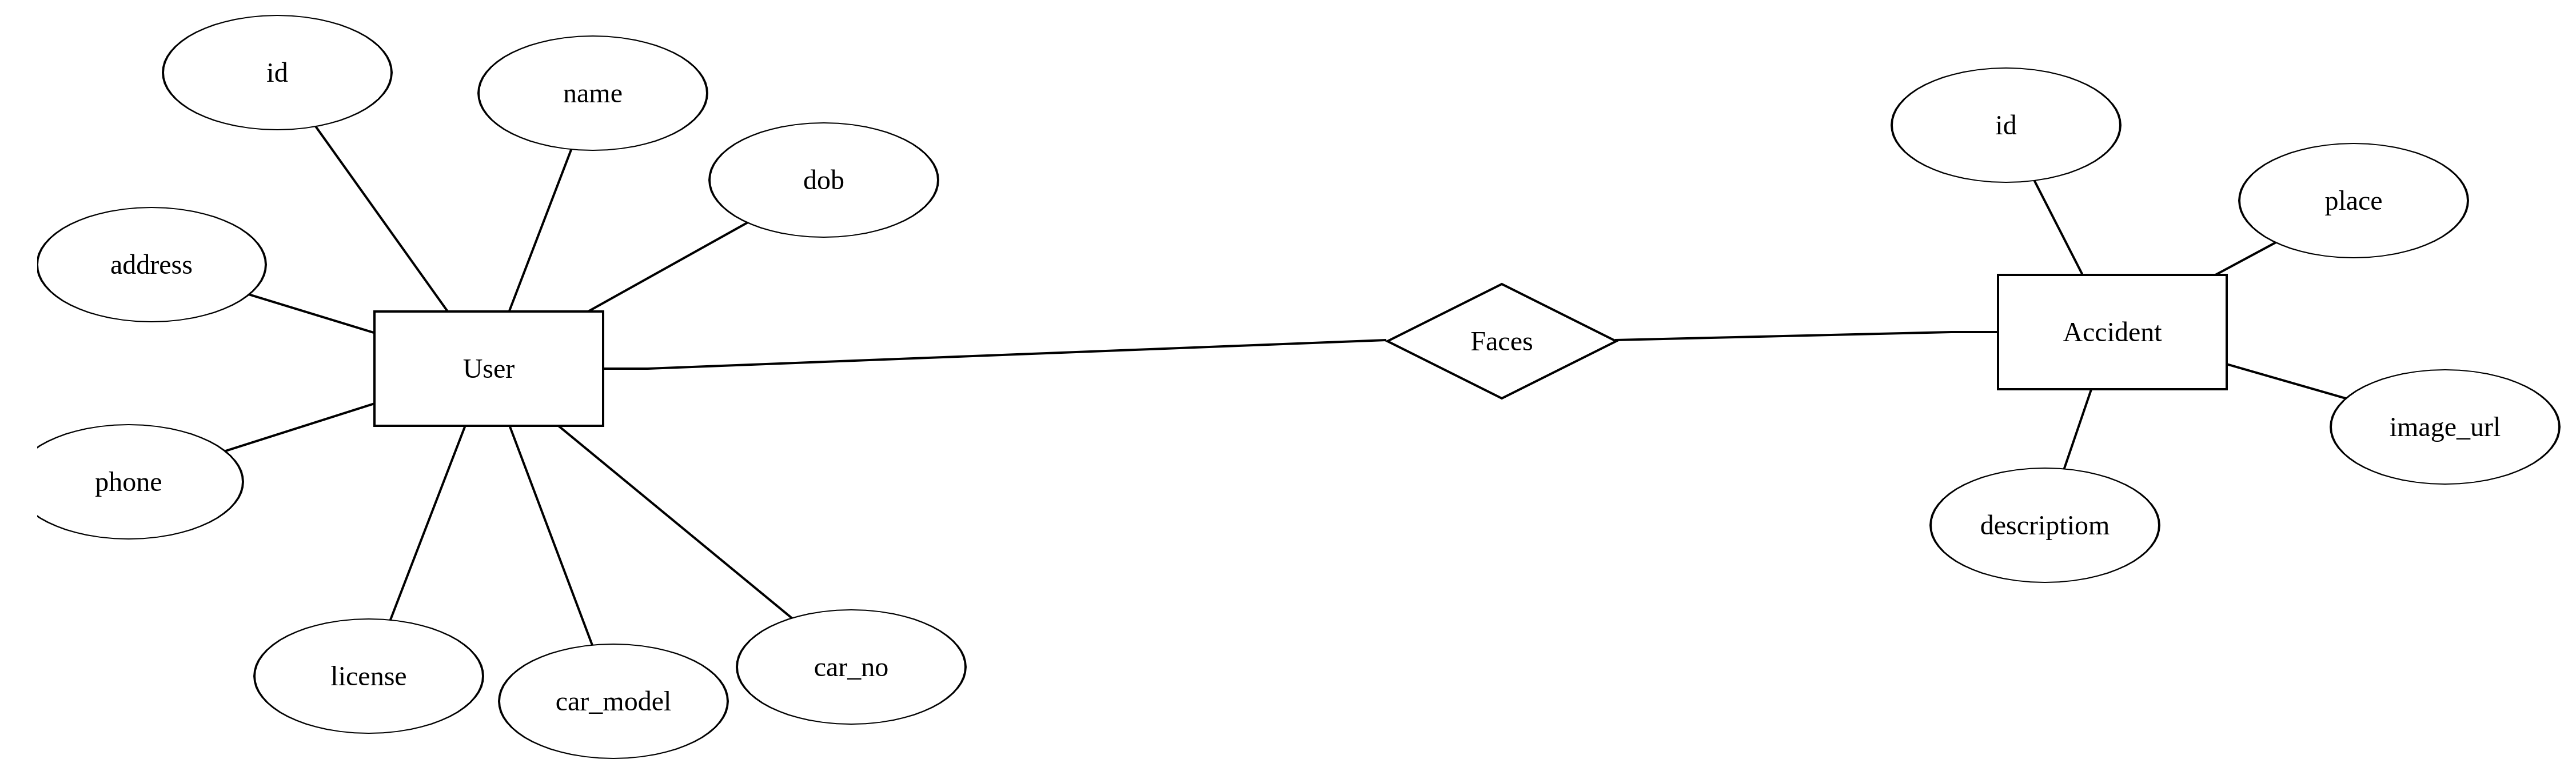 id
name
dob
id
place
address
User
Faces
Accident
image_url
phone
descriptiom
license
car_model
car_no